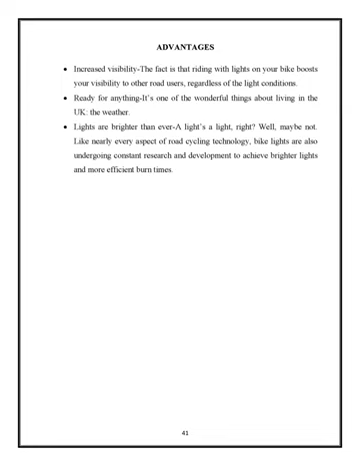 ADVANTAGES
• Increased visibility-The fact is that riding with lights on your bike boosts
your visibility to other road users, regardless of the light conditions.
• Ready for anything-It's one of the wonderful things about living in the
UK: the weather.
• Lights are brighter than ever-A light's a light, right? Well, maybe not.
Like nearly every aspect of road cycling technology, bike lights are also
undergoing constant research and development to achieve brighter lights
and more efficient burn times.
41